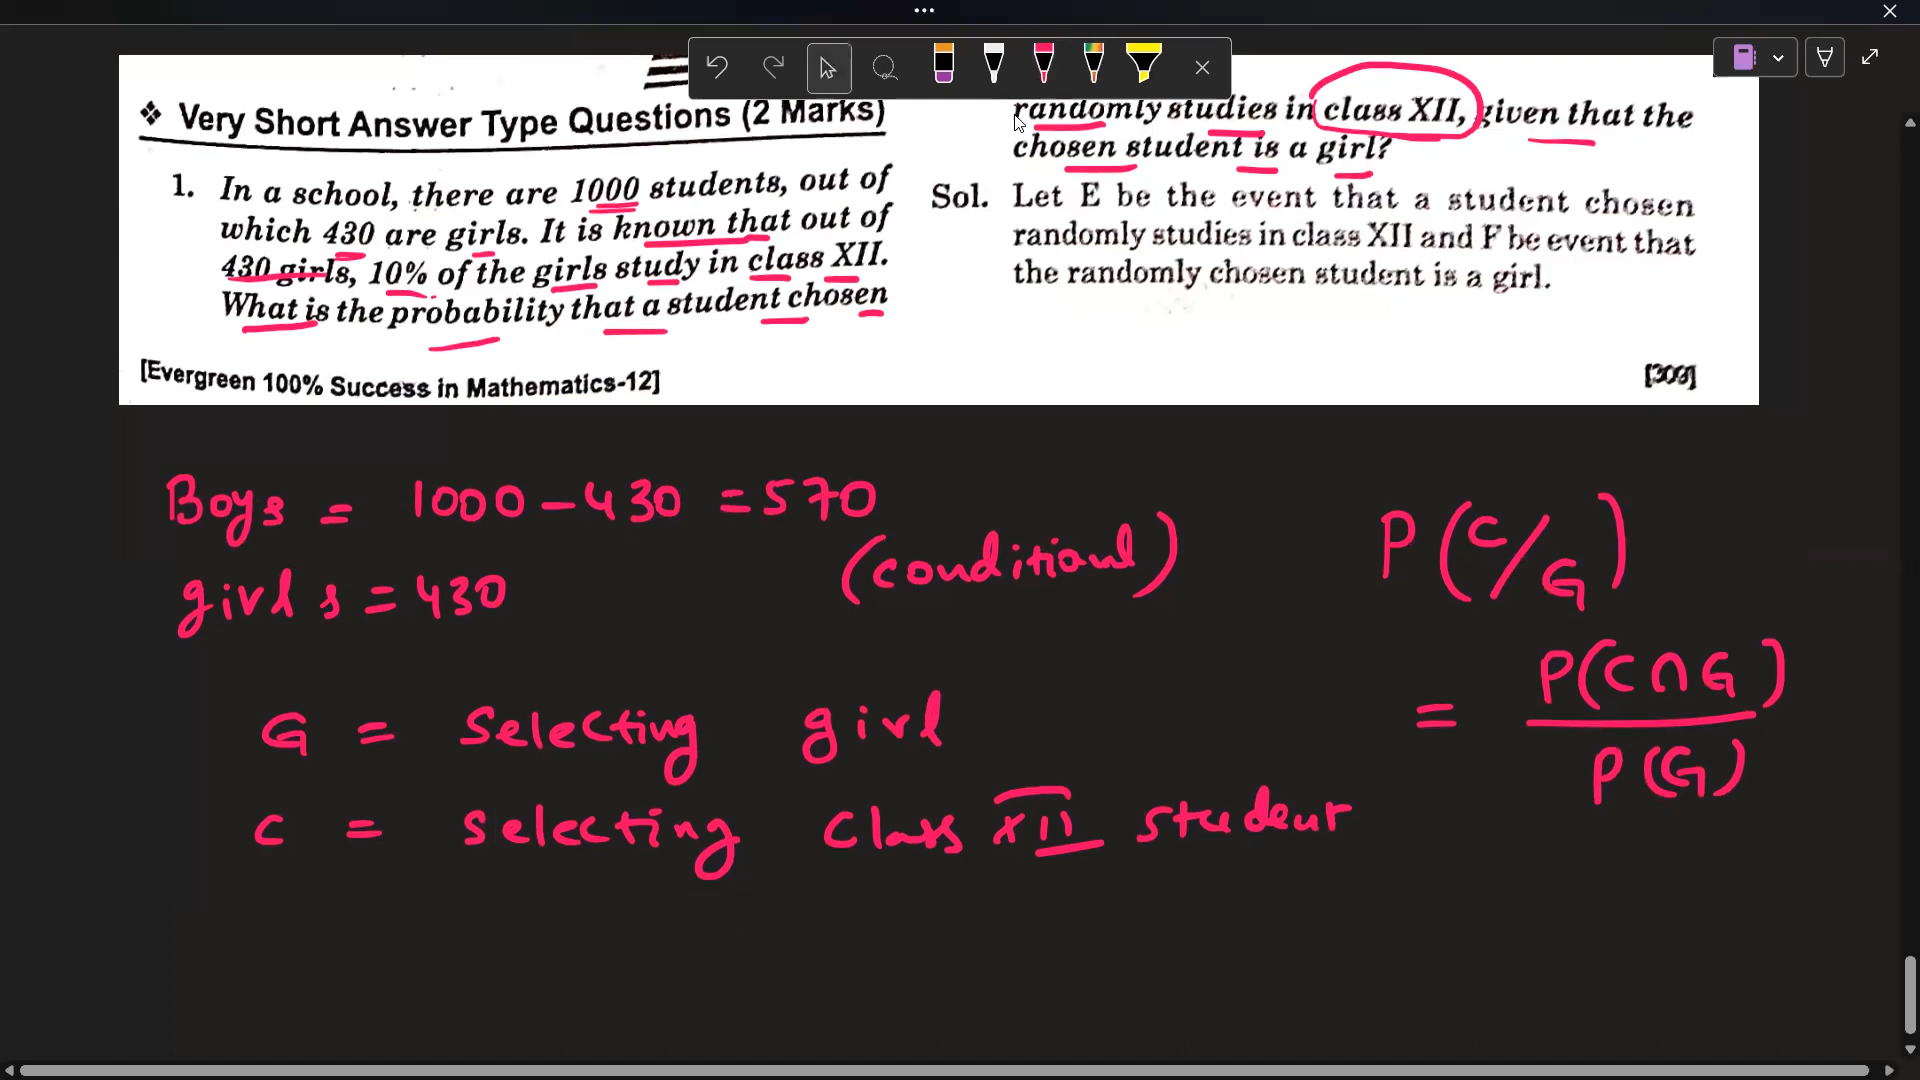 ❖ Very Short Answer Type Questions (2 Marks)
1. In a school, there are 1000 students, out of
which 430 are girls. It is known that out of
430 girls, 10% of the girls study in class XII.
What is the probability that a student chosen
[Evergreen 100% Success in Mathematics-12]
randomly studies in class XII, given that the
chosen student is a girl?
Sol. Let E be the event that a student chosen
randomly studies in class XII and F be event that
the randomly chosen student is a girl.
Boys = 1000 - 430 = 570
(conditional)
girls = 430
G = Selecting girl
C = Selecting Class XII student
P(C/G)
= P(C∩G)
P(G)